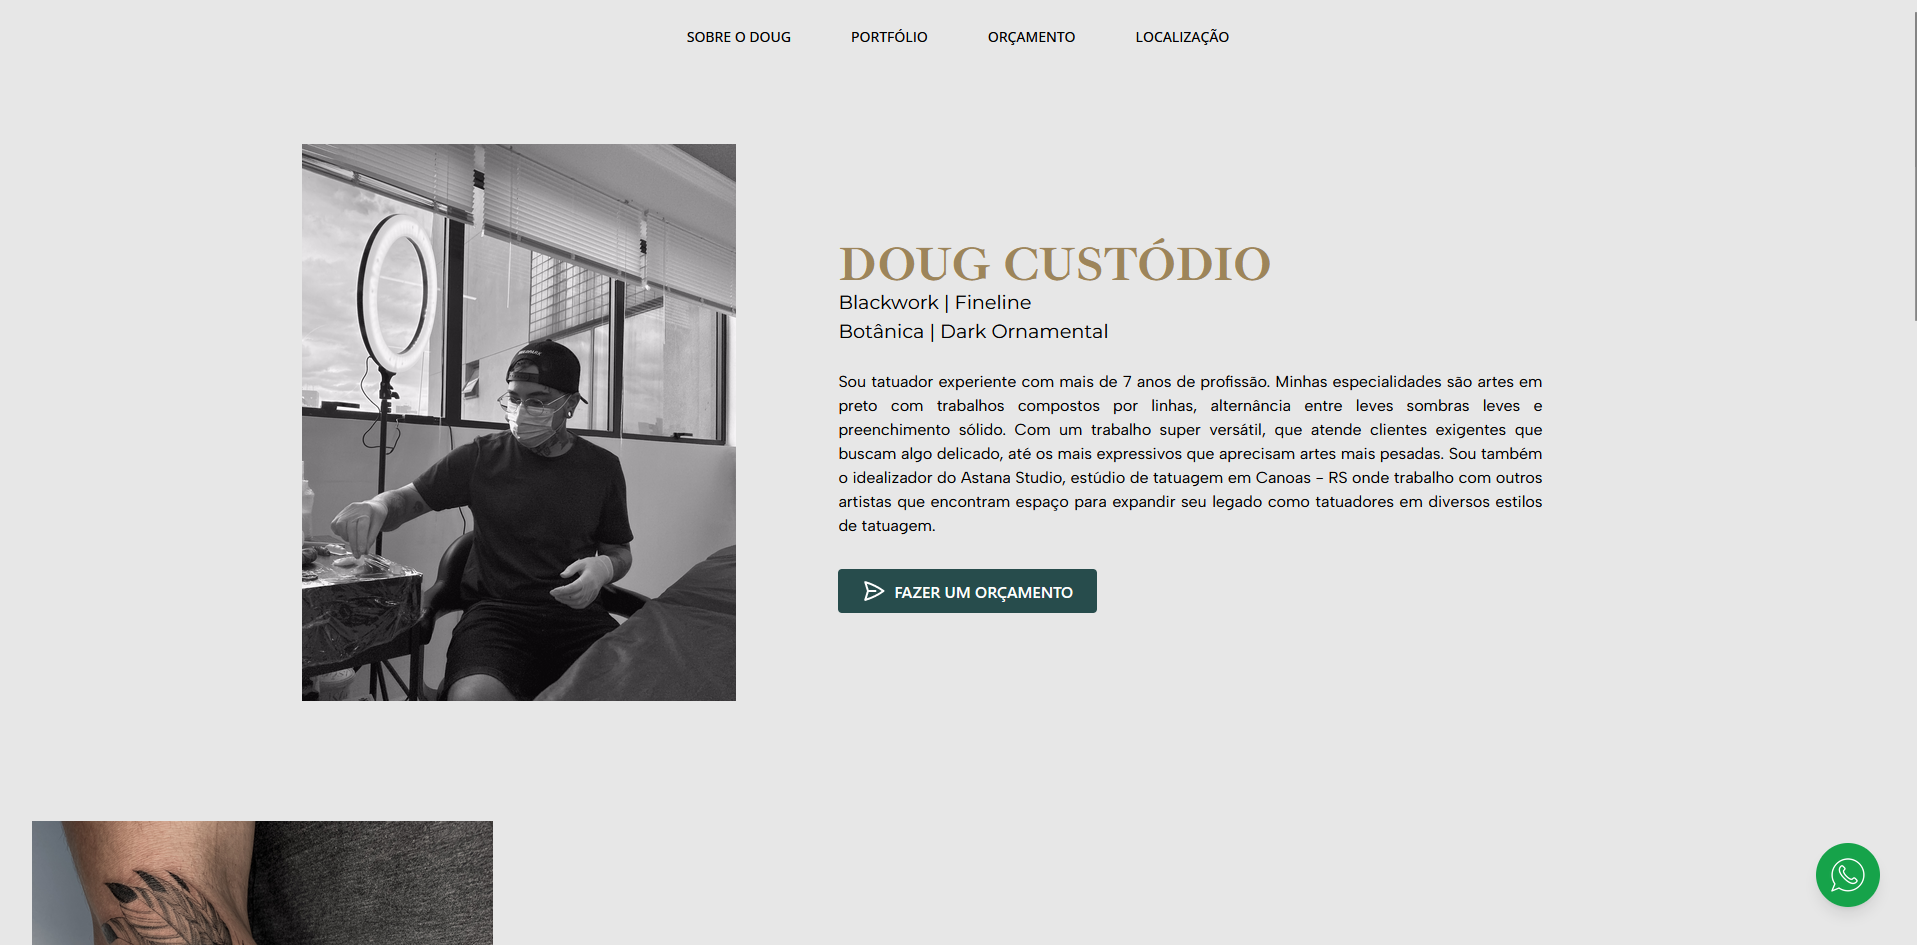 SOBRE O DOUG PORTFÓLIO ORÇAMENTO LOCALIZAÇÃO
DOUG CUSTÓDIO
Blackwork | Fineline
Botânica | Dark Ornamental
Sou tatuador experiente com mais de 7 anos de profissão. Minhas especialidades são artes em
preto com trabalhos compostos por linhas, alternância entre leves sombras leves e
preenchimento sólido. Com um trabalho super versátil, que atende clientes exigentes que
buscam algo delicado, até os mais expressivos que aprecisam artes mais pesadas. Sou também
o idealizador do Astana Studio, estúdio de tatuagem em Canoas - RS onde trabalho com outros
artistas que encontram espaço para expandir seu legado como tatuadores em diversos estilos
de tatuagem.
FAZER UM ORÇAMENTO